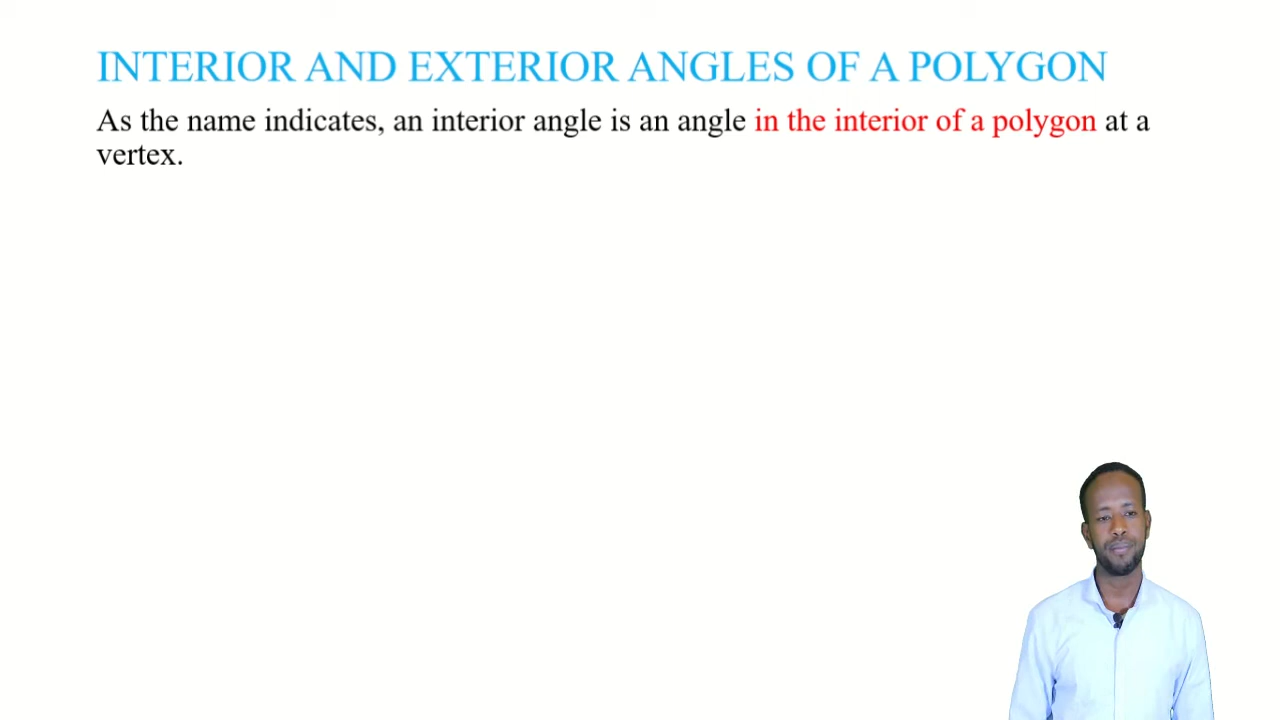 INTERIOR AND EXTERIOR ANGLES OF A POLYGON
As the name indicates, an interior angle is an angle in the interior of a polygon at a
vertex.